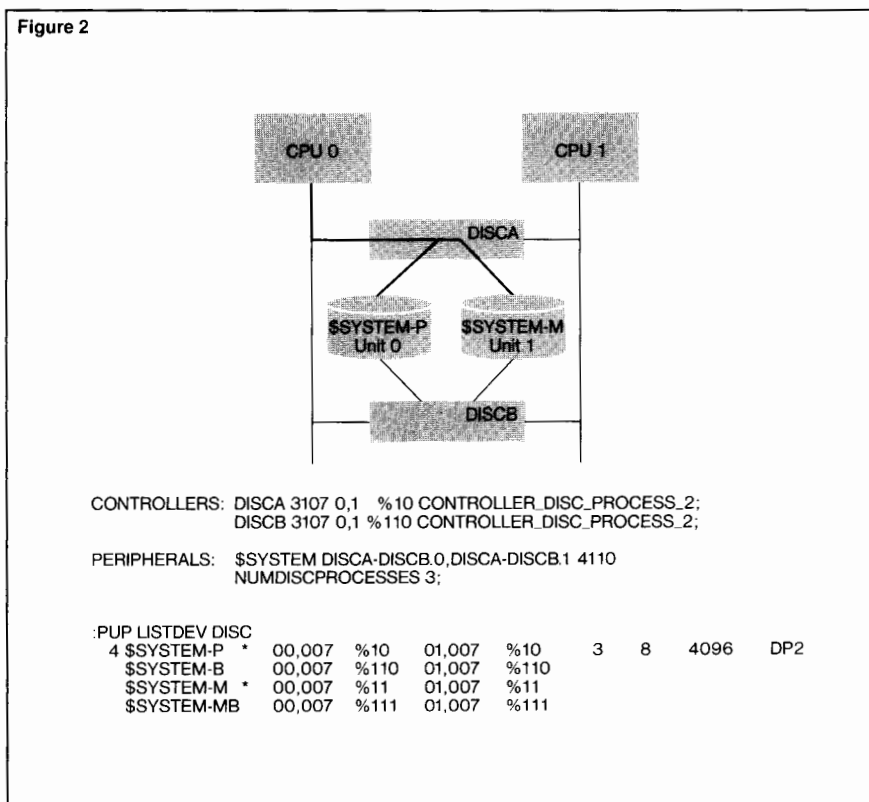 Figure 2
CPU 0
CPU 1
DISCA
$SYSTEM-P
Unit 0
$SYSTEM-M
Unit 1
DISCB
CONTROLLERS: DISCA 3107 0,1 %10 CONTROLLER_DISC_PROCESS_2;
DISCB 3107 0,1 %110 CONTROLLER_DISC_PROCESS_2;
PERIPHERALS: $SYSTEM DISCA-DISCB.0,DISCA-DISCB.1 4110
NUMDISCPROCESSES 3;
:PUP LISTDEV DISC
4 $SYSTEM-P * 00,007 %10 01,007 %10 3 8 4096 DP2
$SYSTEM-B 00,007 %110 01,007 %110
$SYSTEM-M * 00,007 %11 01,007 %11
$SYSTEM-MB 00,007 %111 01,007 %111